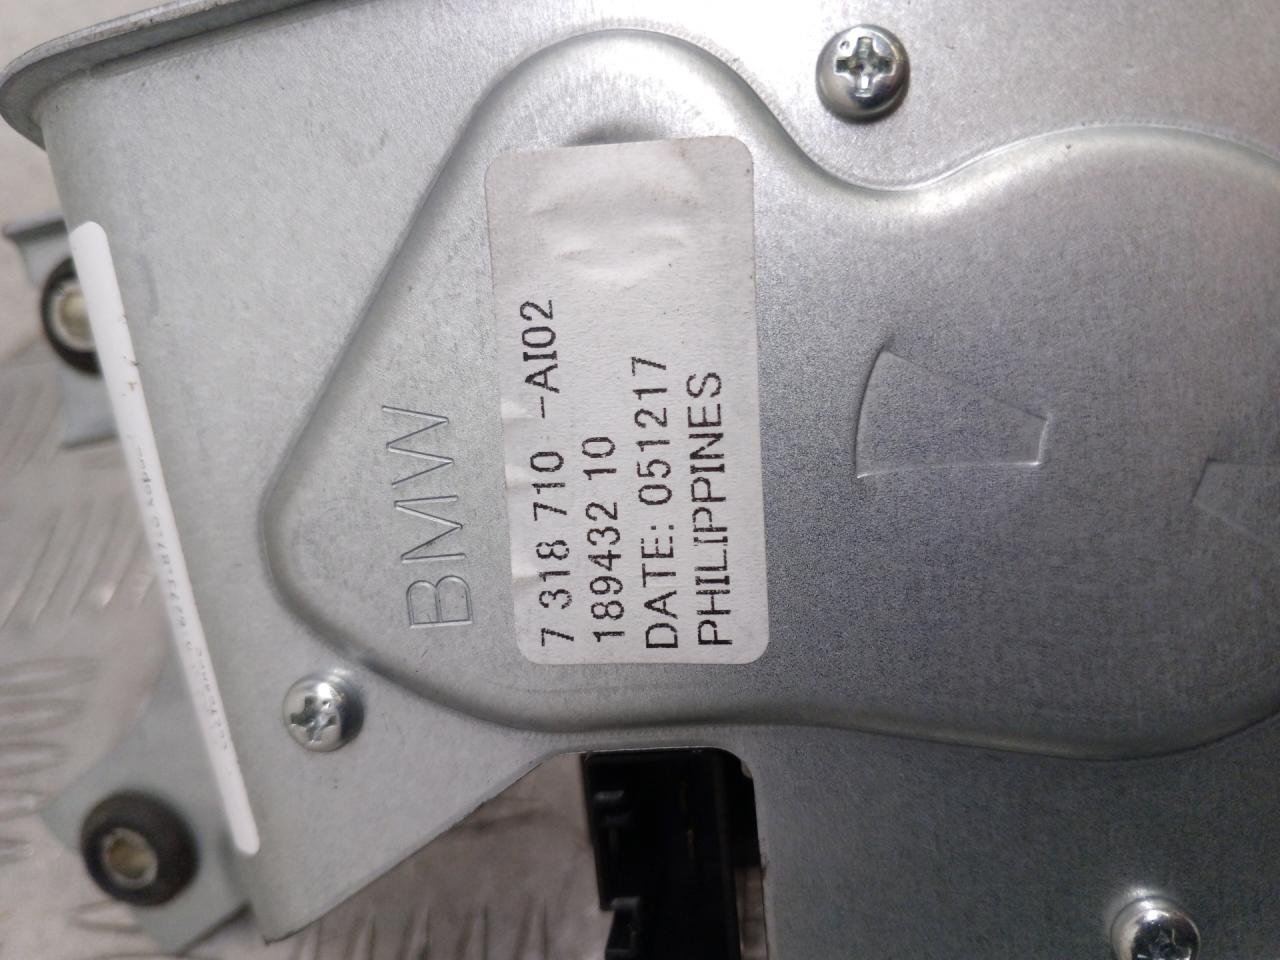 BMW
7 318 710 -AI02
189432 10
DATE: 051217
PHILIPPINES